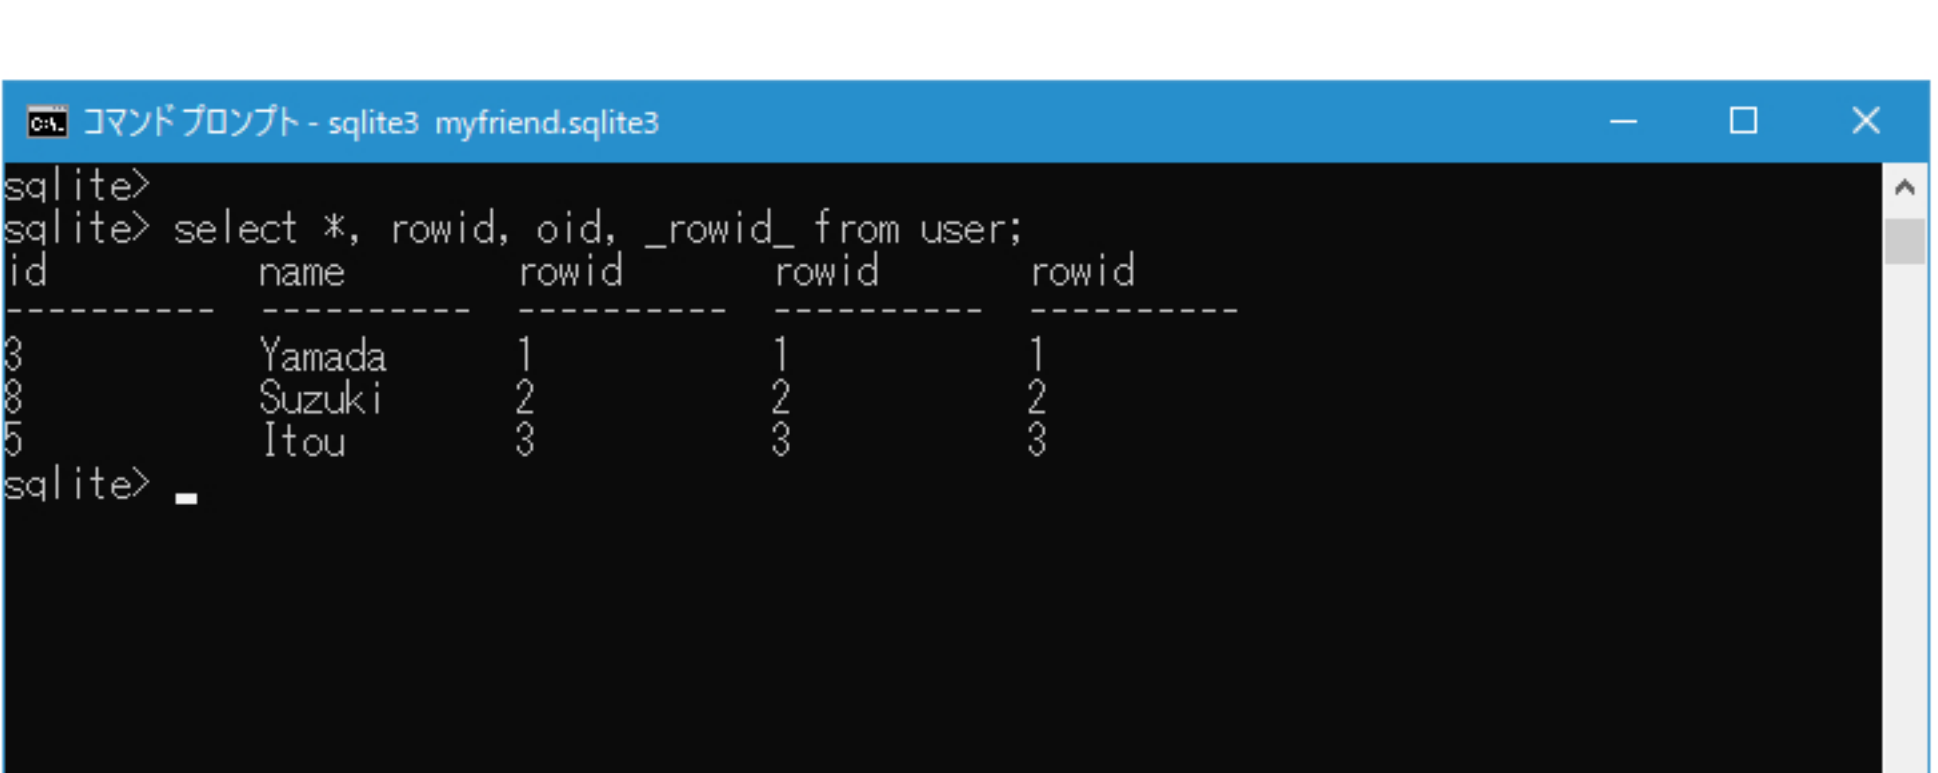 コマンド プロンプト - sqlite3 myfriend.sqlite3
sqlite>
sqlite> select *, rowid, oid, _rowid_ from user;
id          name        rowid       rowid       rowid
----------  ----------  ----------  ----------  ----------
3           Yamada      1           1           1
8           Suzuki      2           2           2
5           Itou        3           3           3
sqlite>